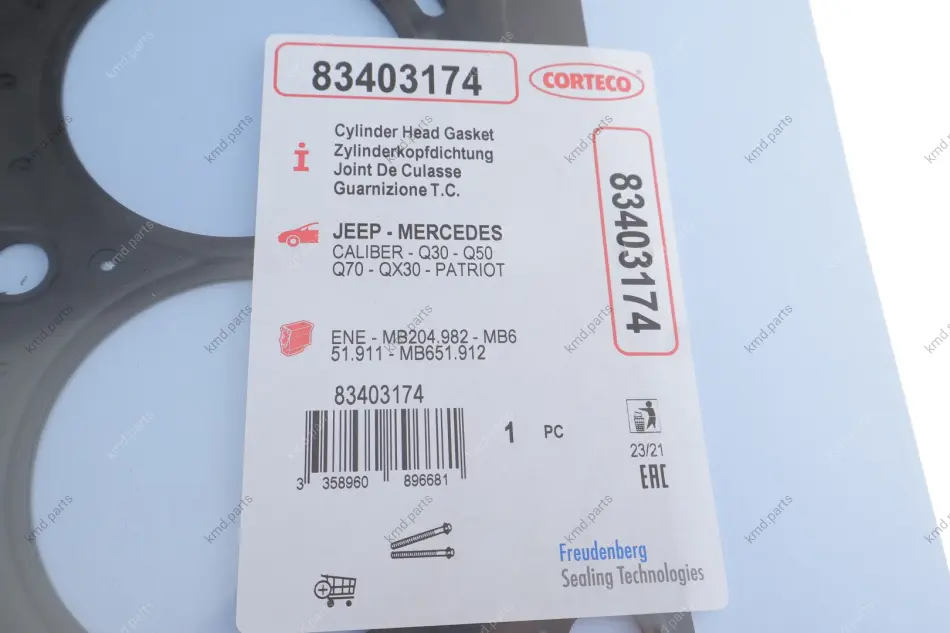 83403174
CORTECO
Cylinder Head Gasket
Zylinderkopfdichtung
Joint De Culasse
Guarnizione T.C.
83403174
JEEP - MERCEDES
CALIBER - Q30 - Q50
Q70 - QX30 - PATRIOT
ENE - MB204.982 - MB6
51.911 - MB651.912
83403174
1 PC
3 358960 896681
23/21
EAC
Freudenberg
Sealing Technologies
kmd.parts